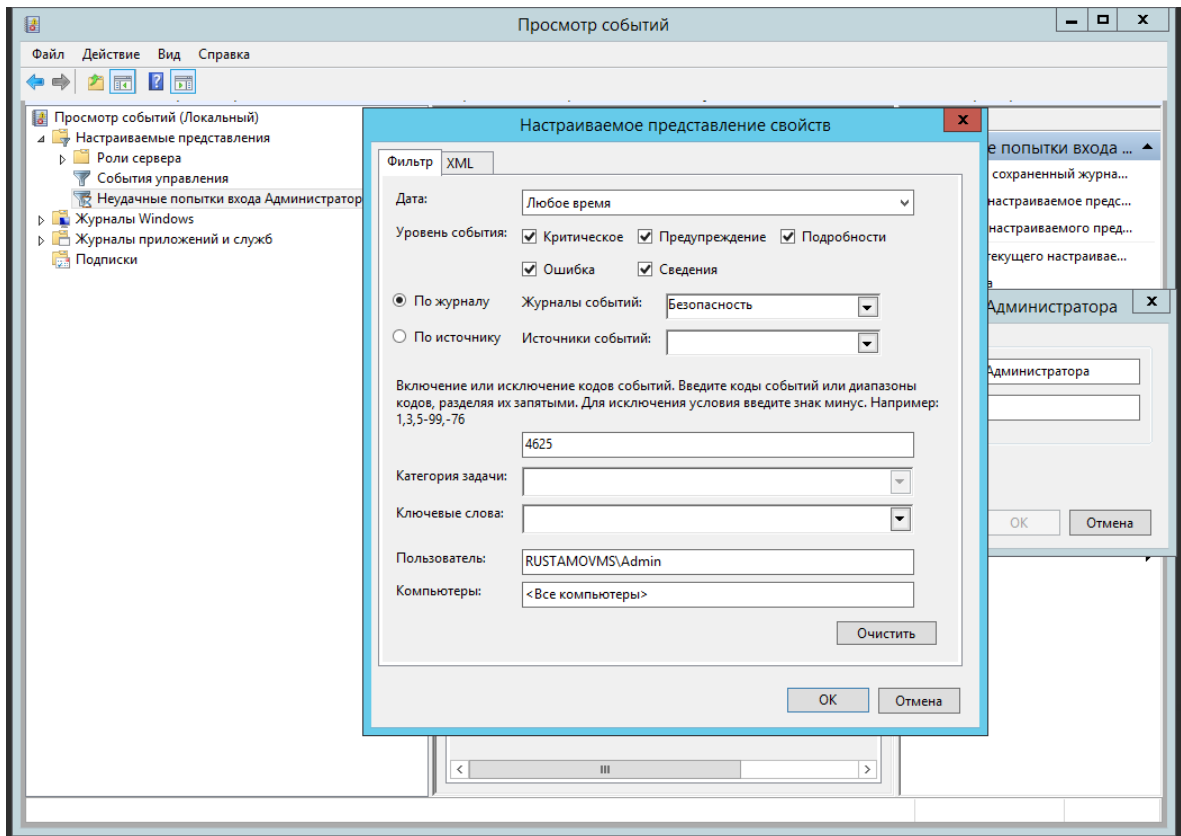 Просмотр событий
Файл Действие Вид Справка
Просмотр событий (Локальный)
Настраиваемые представления
Роли сервера
События управления
Неудачные попытки входа Администратор
Журналы Windows
Журналы приложений и служб
Подписки
Настраиваемое представление свойств
Фильтр XML
Дата: Любое время
Уровень события: Критическое Предупреждение Подробности
Ошибка Сведения
По журналу Журналы событий: Безопасность
По источнику Источники событий:
Включение или исключение кодов событий. Введите коды событий или диапазоны
кодов, разделяя их запятыми. Для исключения условия введите знак минус. Например:
1,3,5-99,-76
4625
Категория задачи:
Ключевые слова:
Пользователь: RUSTAMOVMS\Admin
Компьютеры: <Все компьютеры>
Очистить
ОК Отмена
е попытки входа ...
сохраненный журна...
настраиваемое предс...
настраиваемого пред...
текущего настраивае...
Администратора
Администратора
ОК Отмена